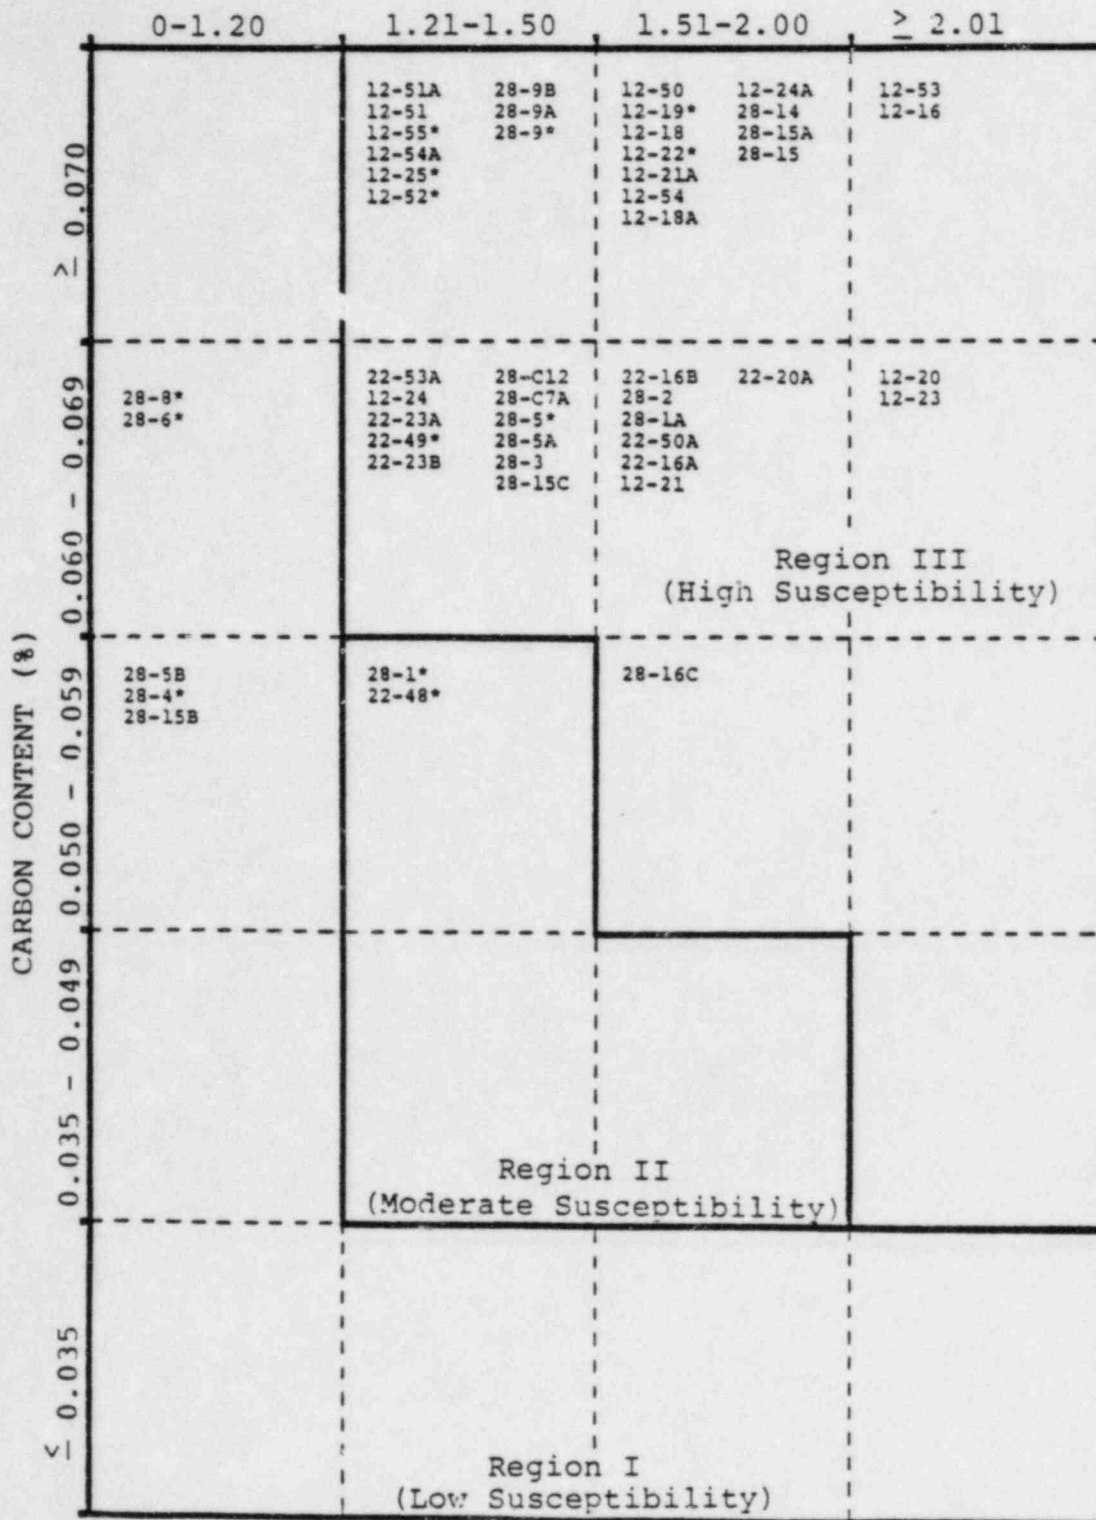 0-1.20 1.21-1.50 1.51-2.00 ≥ 2.01
CARBON CONTENT (%)
≥ 0.070
12-51A 28-9B 12-50 12-24A 12-53
12-51 28-9A 12-19* 28-14 12-16
12-55* 28-9* 12-18 28-15A
12-54A 12-22* 28-15
12-25* 12-21A
12-52* 12-54
12-18A
0.060 - 0.069
22-53A 28-C12 22-16B 22-20A 12-20
28-8* 12-24 28-C7A 28-2 12-23
28-6* 22-23A 28-5* 28-1A
22-49* 28-5A 22-50A
22-23B 28-3 22-16A
28-15C 12-21
Region III
(High Susceptibility)
0.050 - 0.059
28-5B 28-1* 28-16C
28-4* 22-48*
28-15B
0.035 - 0.049
Region II
(Moderate Susceptibility)
≤ 0.035
Region I
(Low Susceptibility)